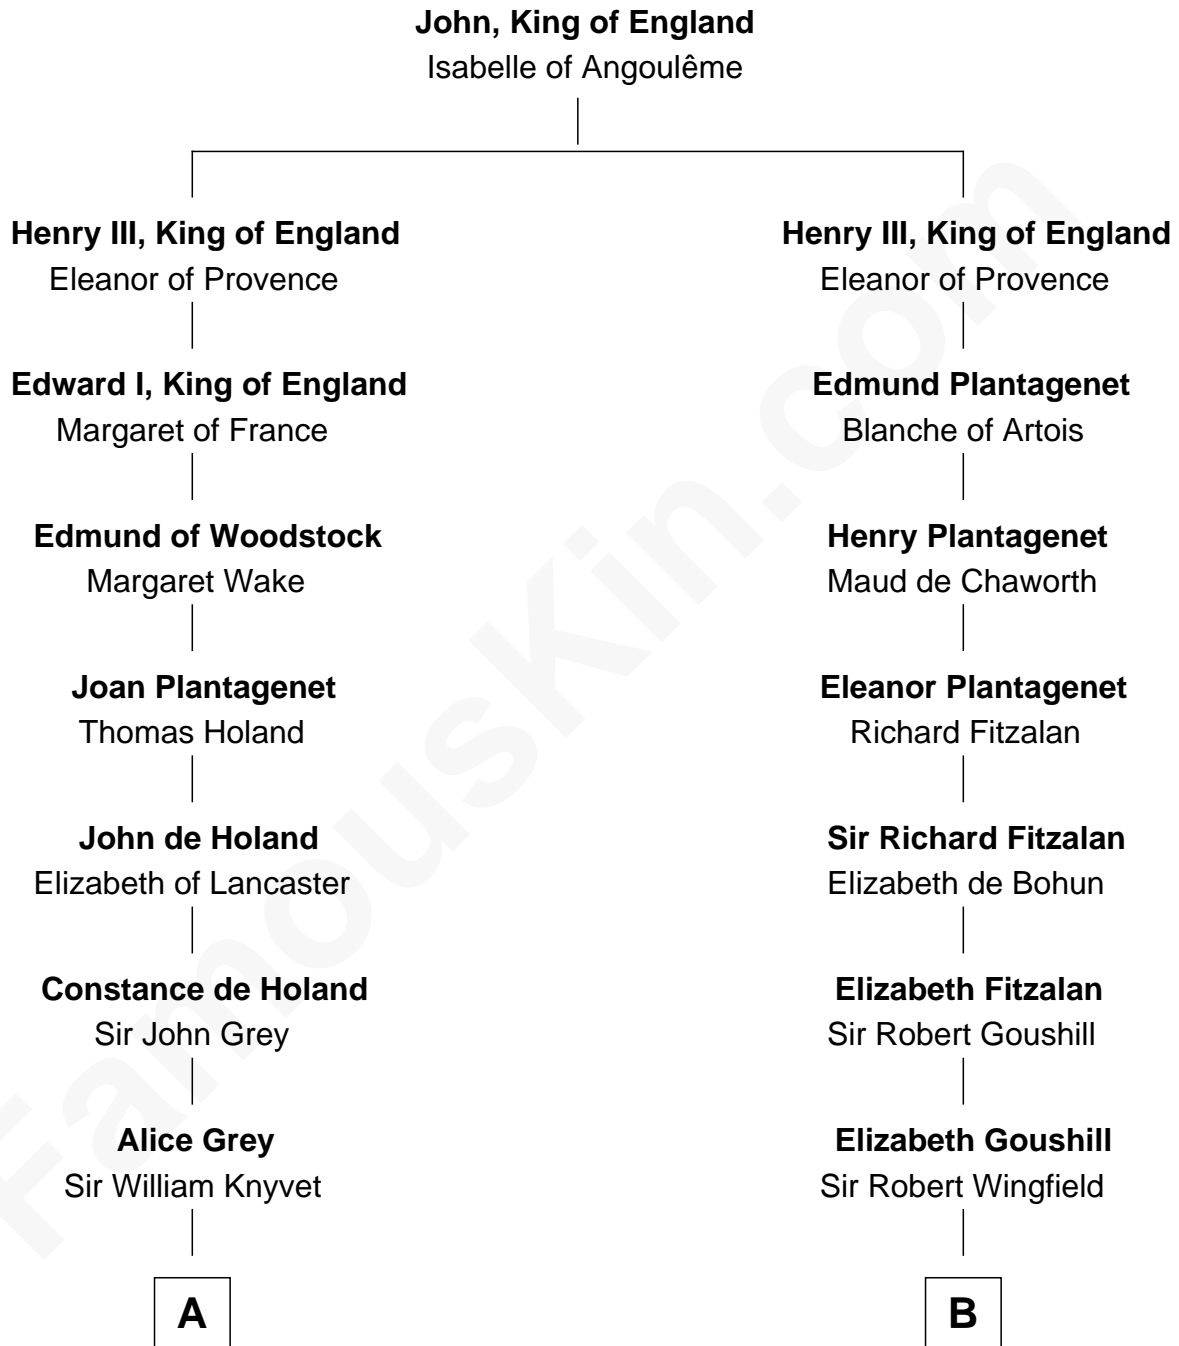 John, King of England
Isabelle of Angoulême
Henry III, King of England
Eleanor of Provence
Edward I, King of England
Margaret of France
Edmund of Woodstock
Margaret Wake
Joan Plantagenet
Thomas Holand
John de Holand
Elizabeth of Lancaster
Constance de Holand
Sir John Grey
Alice Grey
Sir William Knyvet
A
Henry III, King of England
Eleanor of Provence
Edmund Plantagenet
Blanche of Artois
Henry Plantagenet
Maud de Chaworth
Eleanor Plantagenet
Richard Fitzalan
Sir Richard Fitzalan
Elizabeth de Bohun
Elizabeth Fitzalan
Sir Robert Goushill
Elizabeth Goushill
Sir Robert Wingfield
B
FamousKin.com